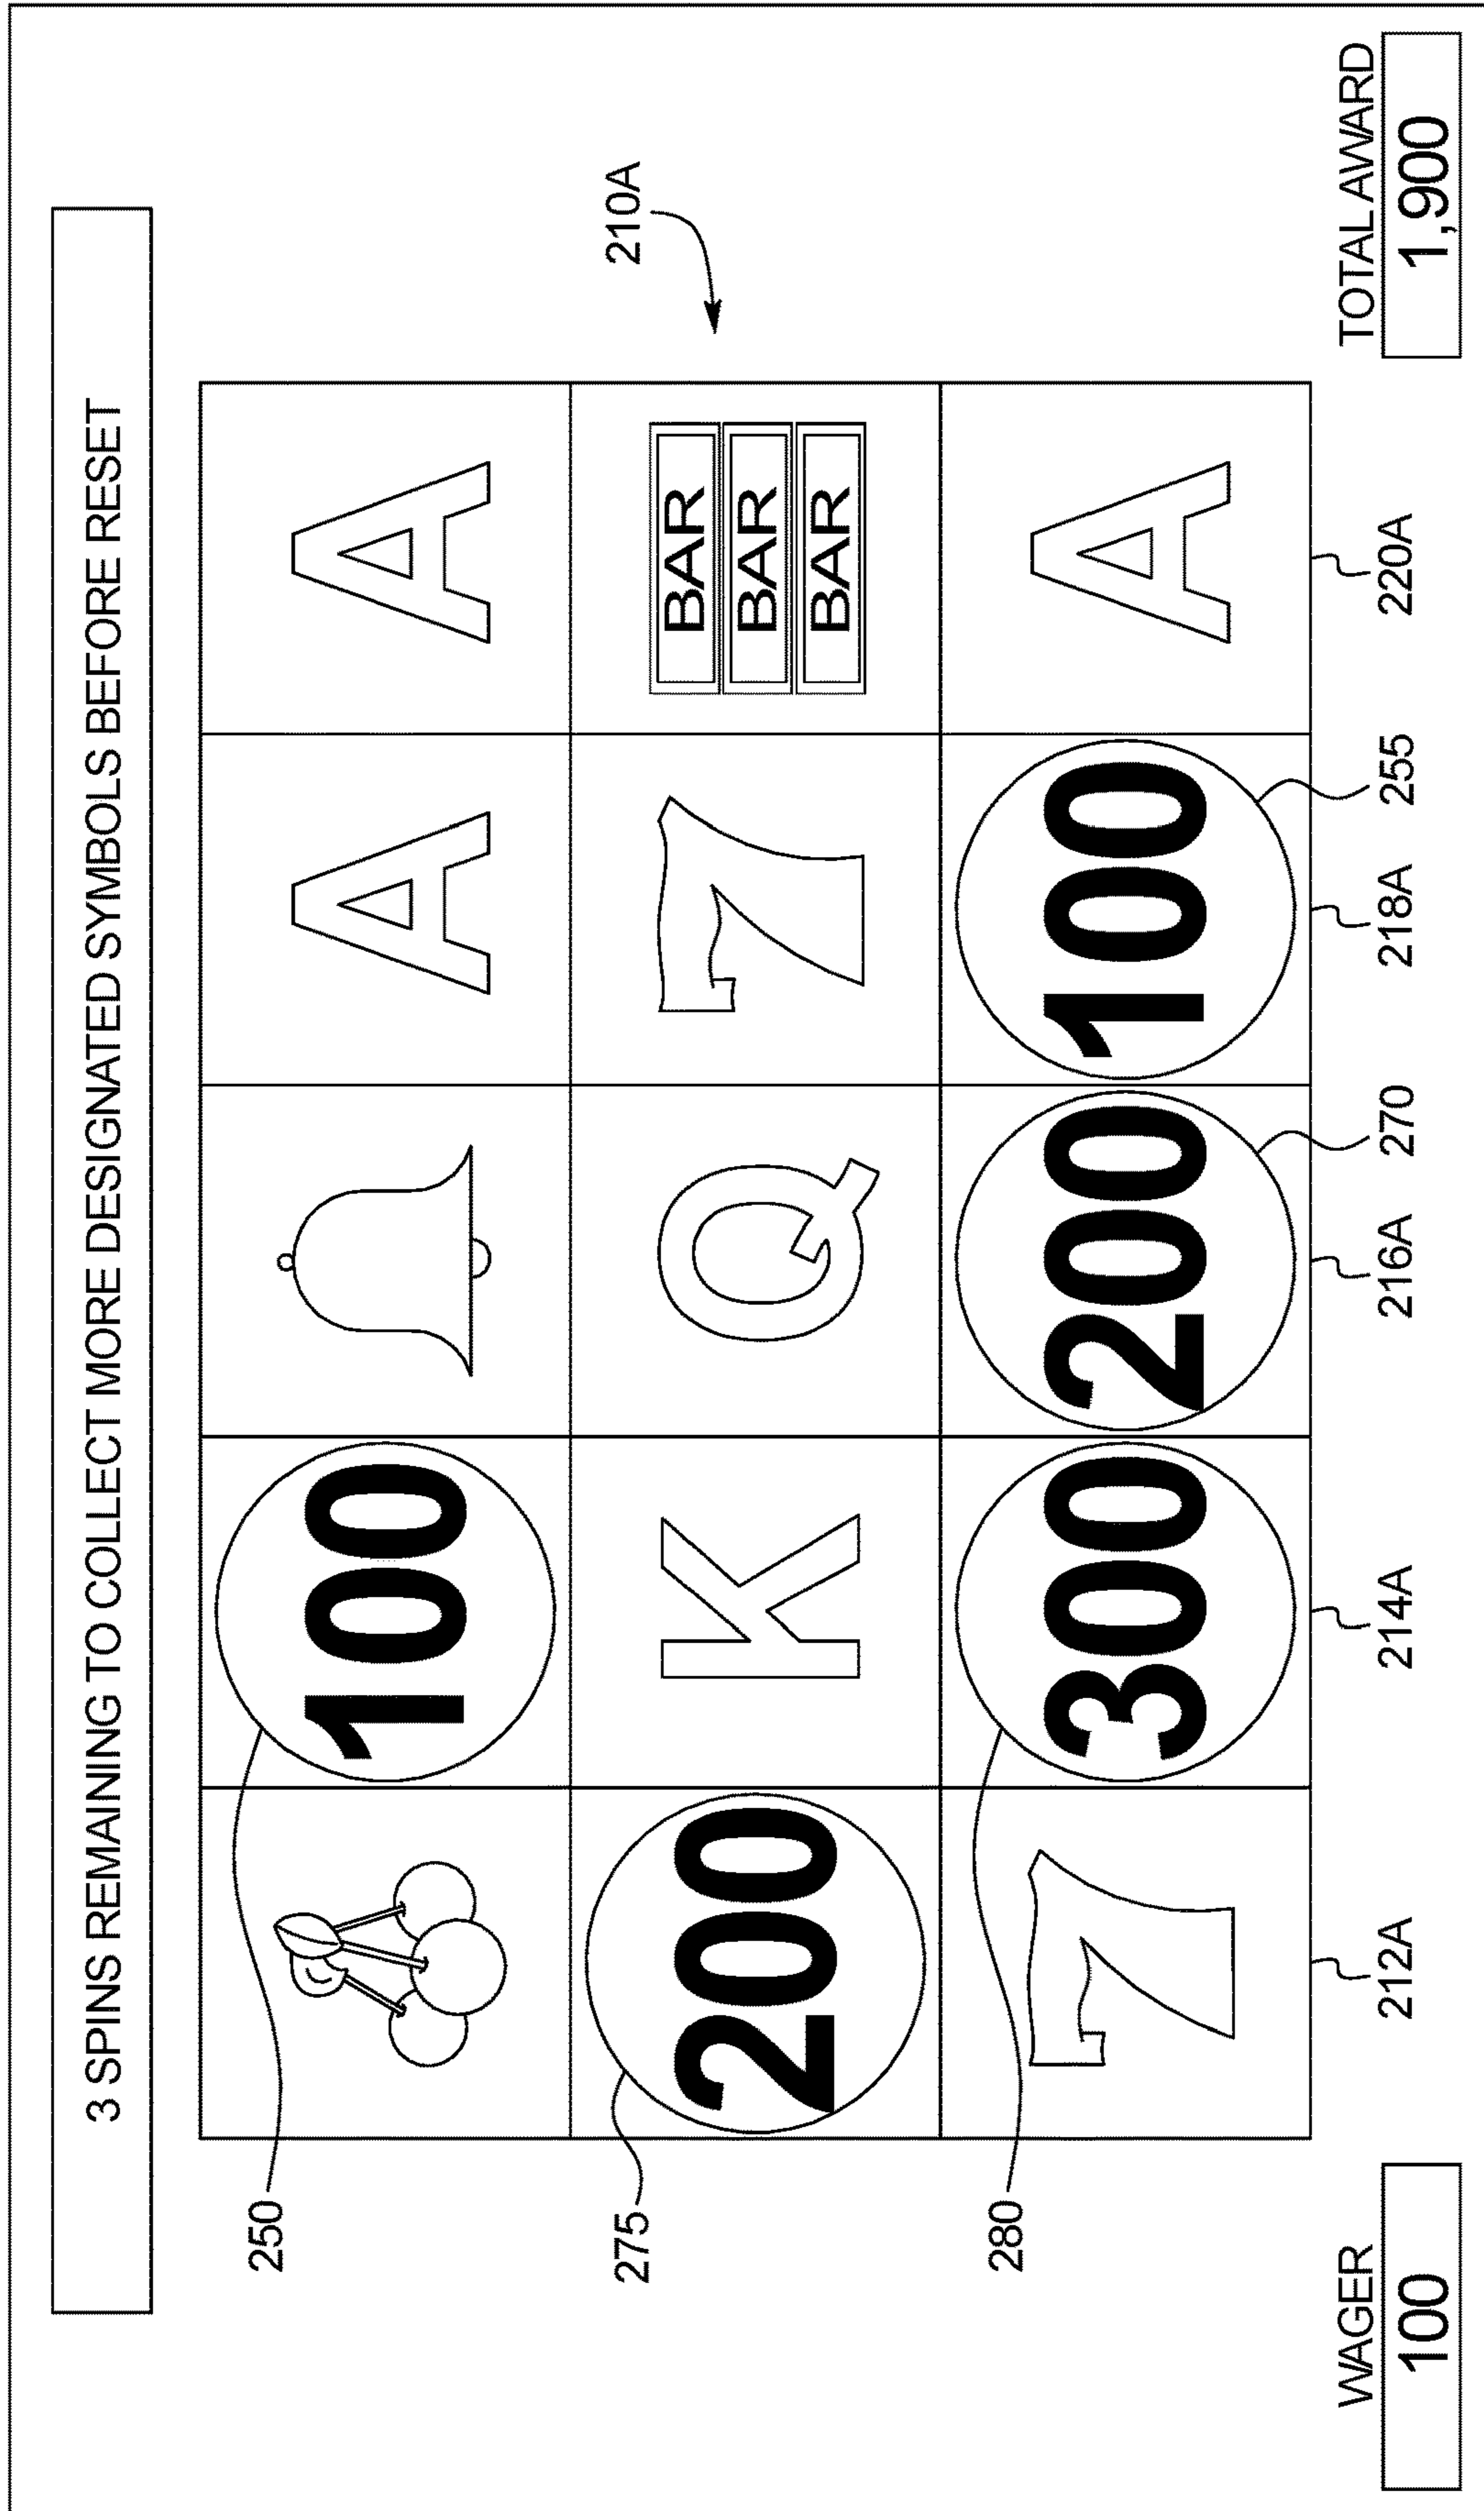 3 SPINS REMAINING TO COLLECT MORE DESIGNATED SYMBOLS BEFORE RESET
210A
250
100
A
A
275
200
K
Q
7
BAR
BAR
BAR
280
7
300
200
100
A
212A
214A
216A
270
218A
255
220A
WAGER
100
TOTAL AWARD
1,900